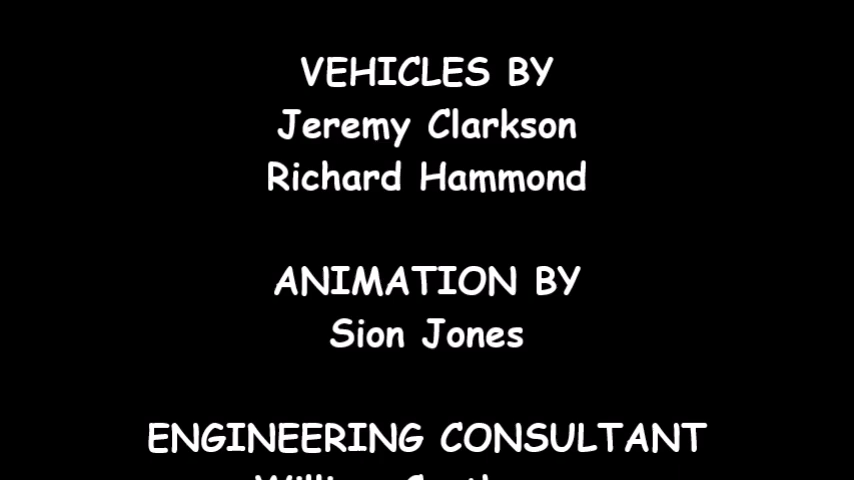 VEHICLES BY
Jeremy Clarkson
Richard Hammond
ANIMATION BY
Sion Jones
ENGINEERING CONSULTANT